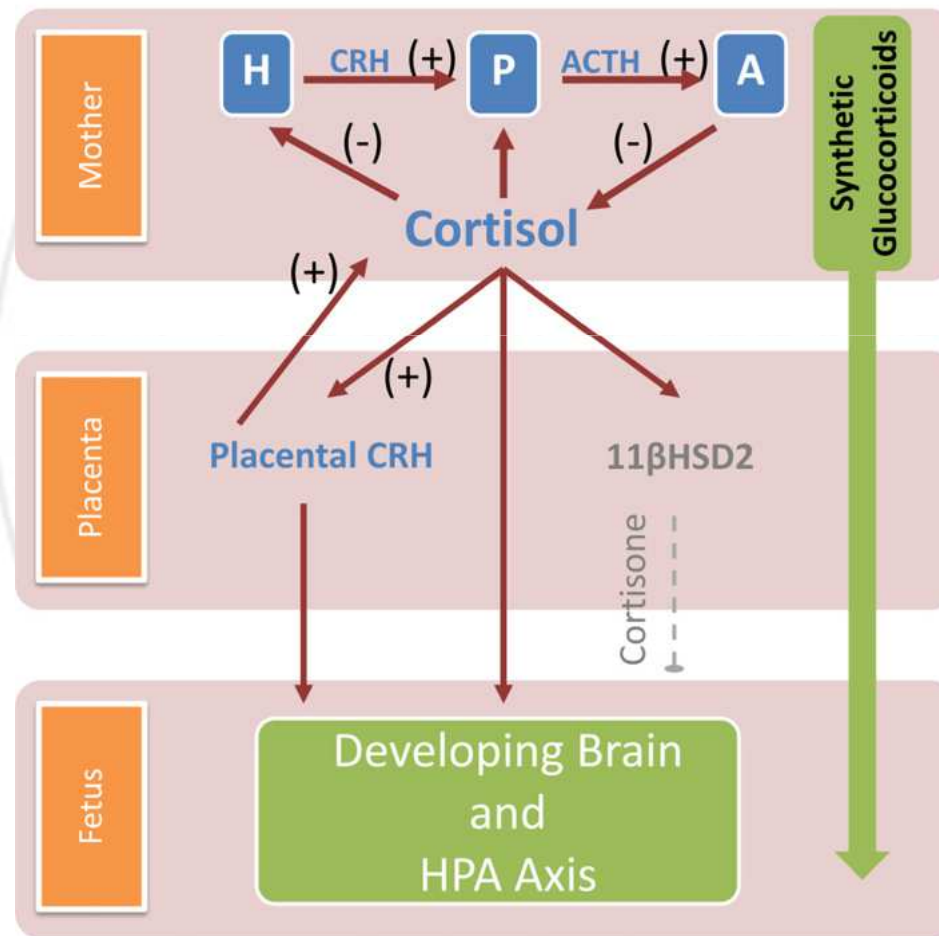 Mother
H
CRH (+)
P
ACTH (+)
A
(-)
(-)
Cortisol
Synthetic
Glucocorticoids
(+)
(+)
Placenta
Placental CRH
11βHSD2
Cortisone
Fetus
Developing Brain
and
HPA Axis